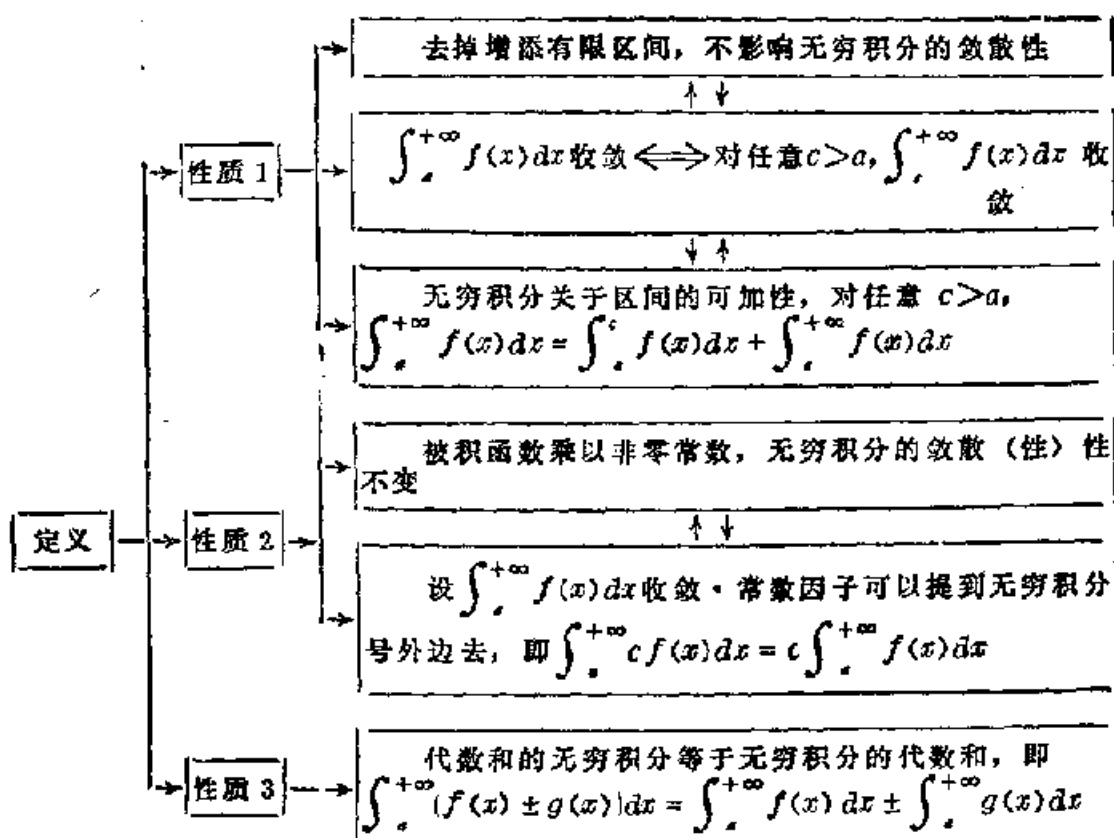 去掉增添有限区间，不影响无穷积分的敛散性
↑ ↓
性质 1
∫_a^{+∞} f(x)dx 收敛 ⟺ 对任意 c>a, ∫_c^{+∞} f(x)dx 收
敛
↓ ↑
无穷积分关于区间的可加性，对任意 c>a,
∫_a^{+∞} f(x)dx = ∫_a^c f(x)dx + ∫_c^{+∞} f(x)dx
被积函数乘以非零常数，无穷积分的敛散（性）性
不变
↑ ↓
定义
性质 2
设∫_a^{+∞} f(x)dx收敛·常数因子可以提到无穷积分
号外边去，即∫_a^{+∞} cf(x)dx = c∫_a^{+∞} f(x)dx
性质 3
代数和的无穷积分等于无穷积分的代数和，即
∫_a^{+∞} (f(x) ± g(x))dx = ∫_a^{+∞} f(x)dx ± ∫_a^{+∞} g(x)dx